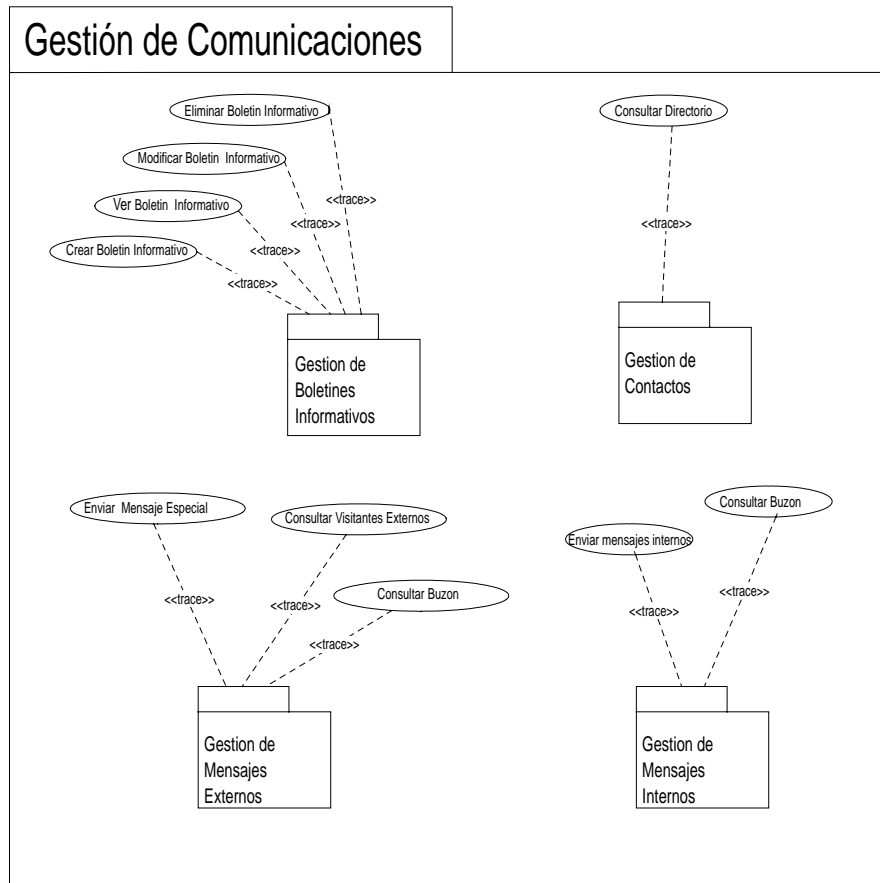 Gestión de Comunicaciones
Eliminar Boletin Informativo
Consultar Directorio
Modificar Boletin Informativo
<<trace>>
Ver Boletin Informativo
<<trace>>
<<trace>>
Crear Boletin Informativo
<<trace>>
<<trace>>
Gestion de
Boletines
Informativos
Gestion de
Contactos
Enviar Mensaje Especial
Consultar Visitantes Externos
Consultar Buzon
Enviar mensajes internos
<<trace>>
<<trace>>
Consultar Buzon
<<trace>>
<<trace>>
<<trace>>
Gestion de
Mensajes
Externos
Gestion de
Mensajes
Internos